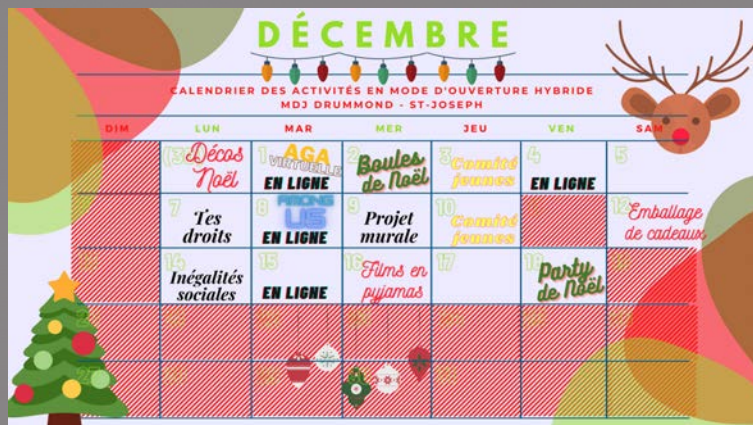 DÉCEMBRE
CALENDRIER DES ACTIVITÉS EN MODE D'OUVERTURE HYBRIDE
MDJ DRUMMOND - ST-JOSEPH
DIM LUN MAR MER JEU VEN SAM
1 2 4 5
Décos AGA Boules Comité
VIRTUELLE
Noël EN LIGNE de Noël jeunes EN LIGNE
7 8 9 10 12
Tes AMONG Projet Comité Emballage
US
droits EN LIGNE murale jeunes de cadeaux
14 15 16 17
Inégalités Films en Party
sociales EN LIGNE pyjamas de Noël